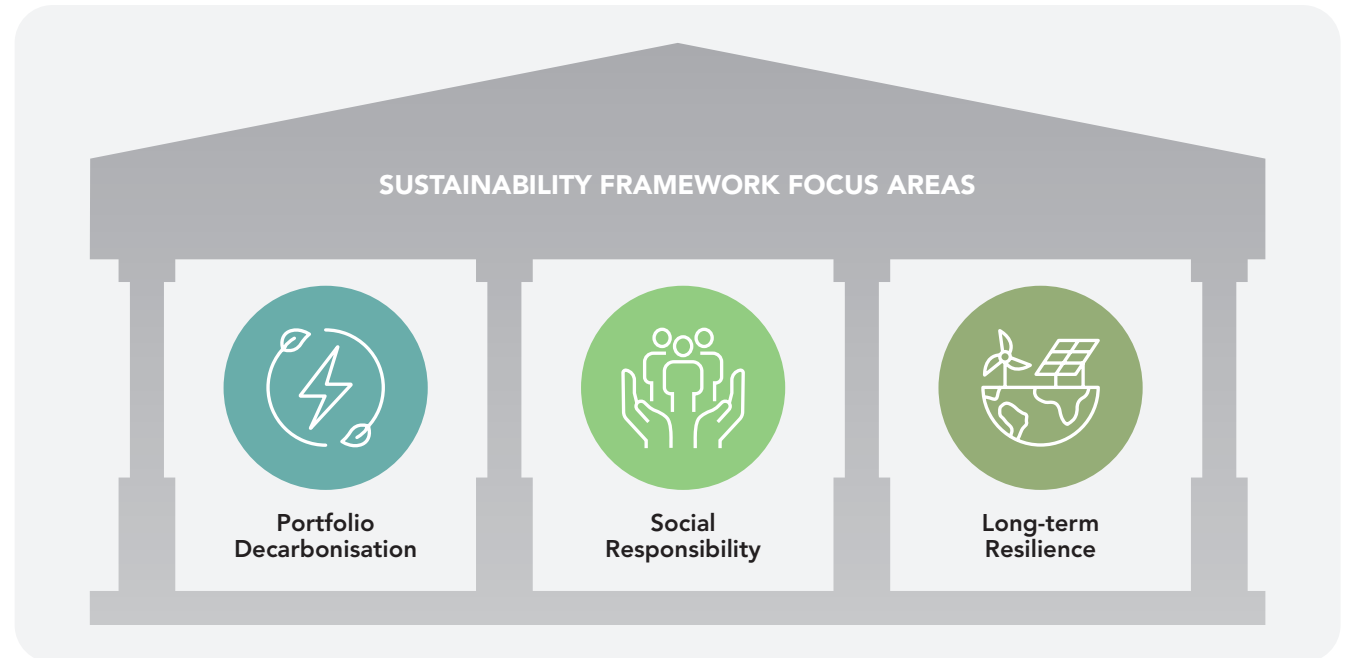 SUSTAINABILITY FRAMEWORK FOCUS AREAS
Portfolio
Decarbonisation
Social
Responsibility
Long-term
Resilience